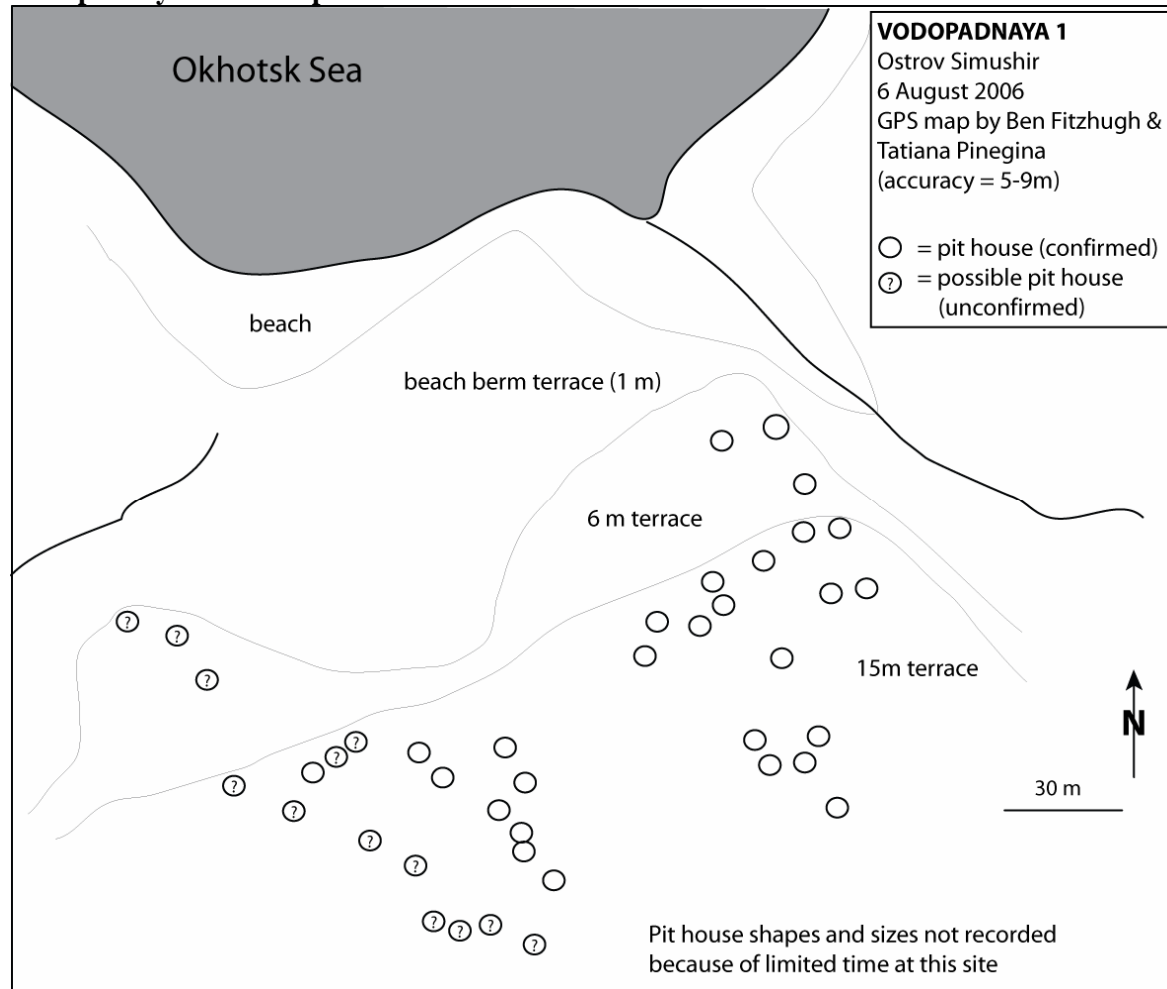 Okhotsk Sea
VODOPADNAYA 1
Ostrov Simushir
6 August 2006
GPS map by Ben Fitzhugh &
Tatiana Pinegina
(accuracy = 5-9m)
= pit house (confirmed)
? = possible pit house
(unconfirmed)
beach
beach berm terrace (1 m)
6 m terrace
15m terrace
?
?
?
?
?
?
?
?
?
?
?
?
?
N
30 m
Pit house shapes and sizes not recorded
because of limited time at this site